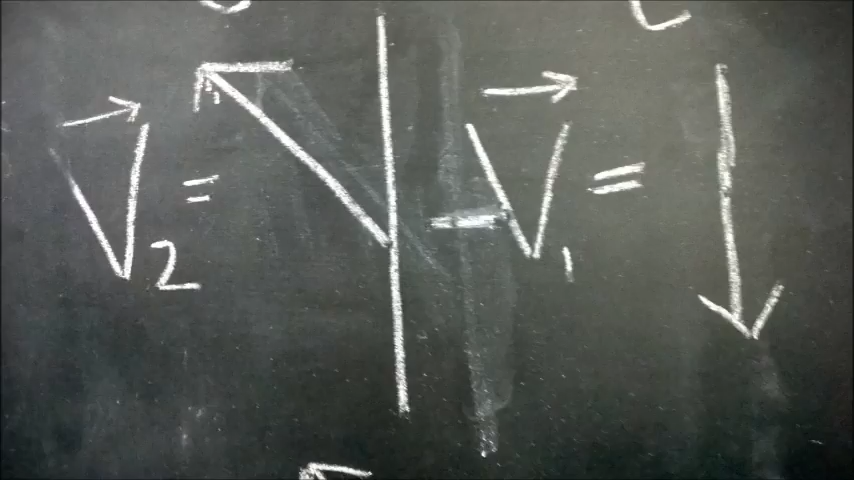 V⃗₂ =
-V⃗₁ =